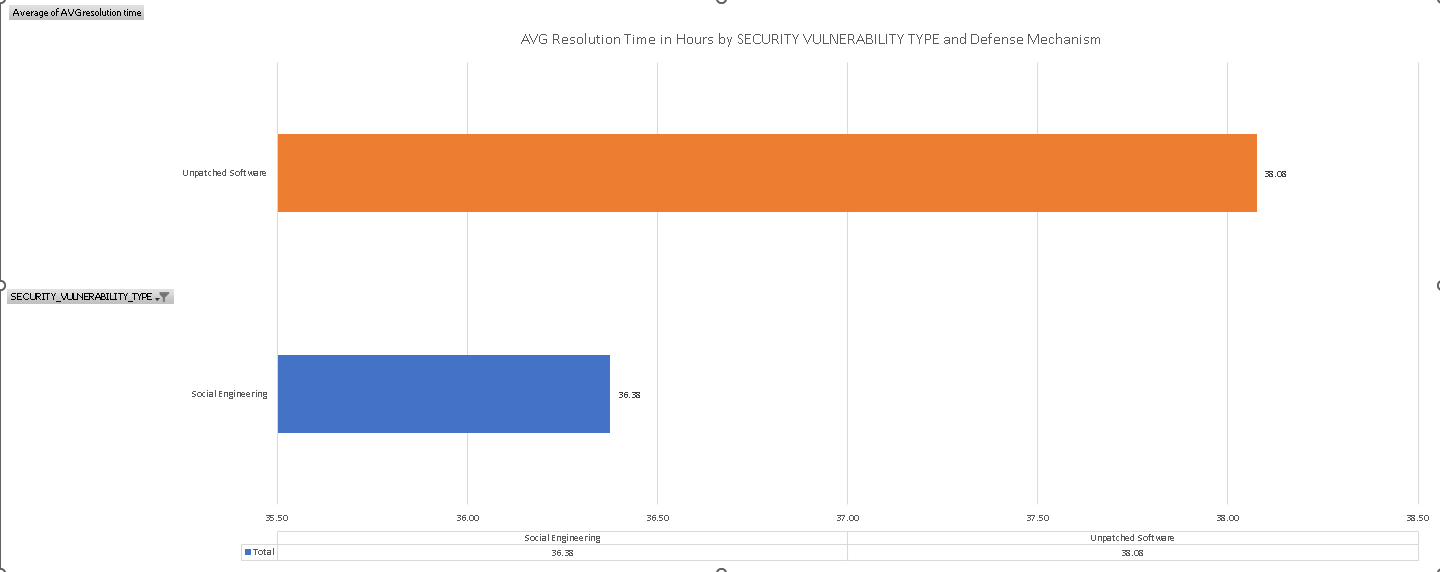 Average of AVG resolution time
AVG Resolution Time in Hours by SECURITY VULNERABILITY TYPE and Defense Mechanism
Unpatched Software
38.08
SECURITY_VULNERABILITY_TYPE
Social Engineering
36.38
35.50 36.00 36.50 37.00 37.50 38.00 38.50
Social Engineering Unpatched Software
Total 36.38 38.08